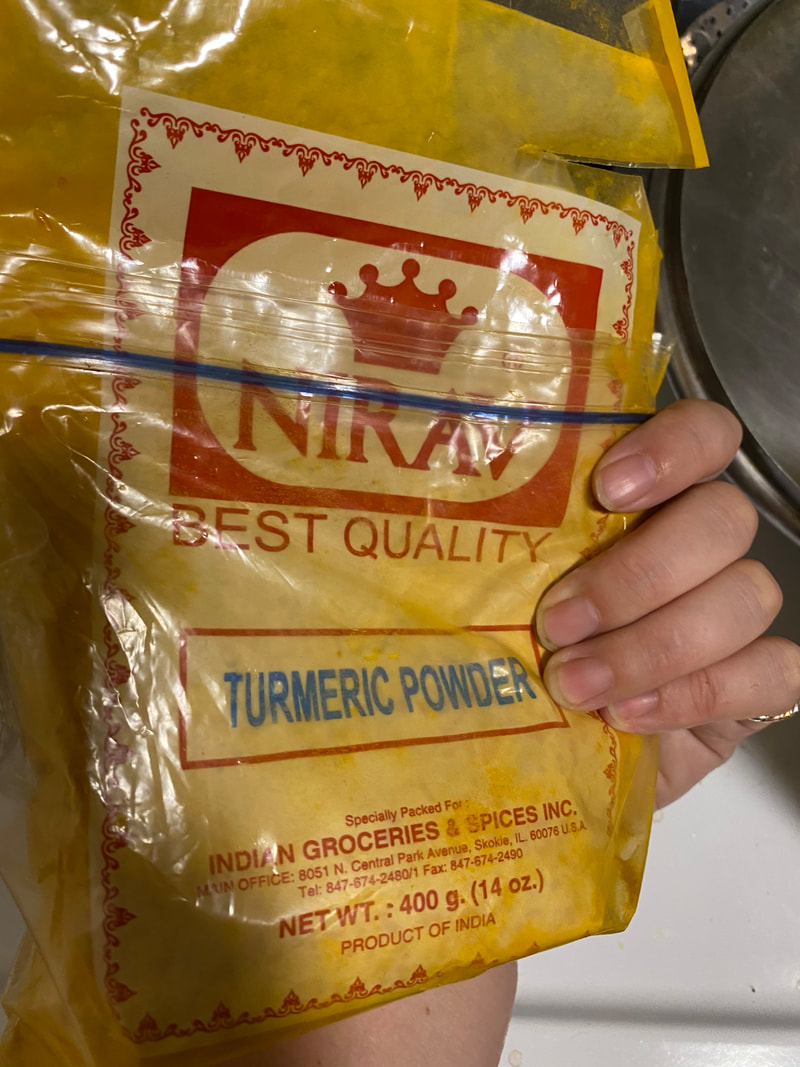 ®
NIRAV
BEST QUALITY
TURMERIC POWDER
Specially Packed For :
INDIAN GROCERIES & SPICES INC.
MAIN OFFICE: 8051 N. Central Park Avenue, Skokie, IL. 60076 U.S.A.
Tel: 847-674-2480/1 Fax: 847-674-2490
NET WT. : 400 g. (14 oz.)
PRODUCT OF INDIA